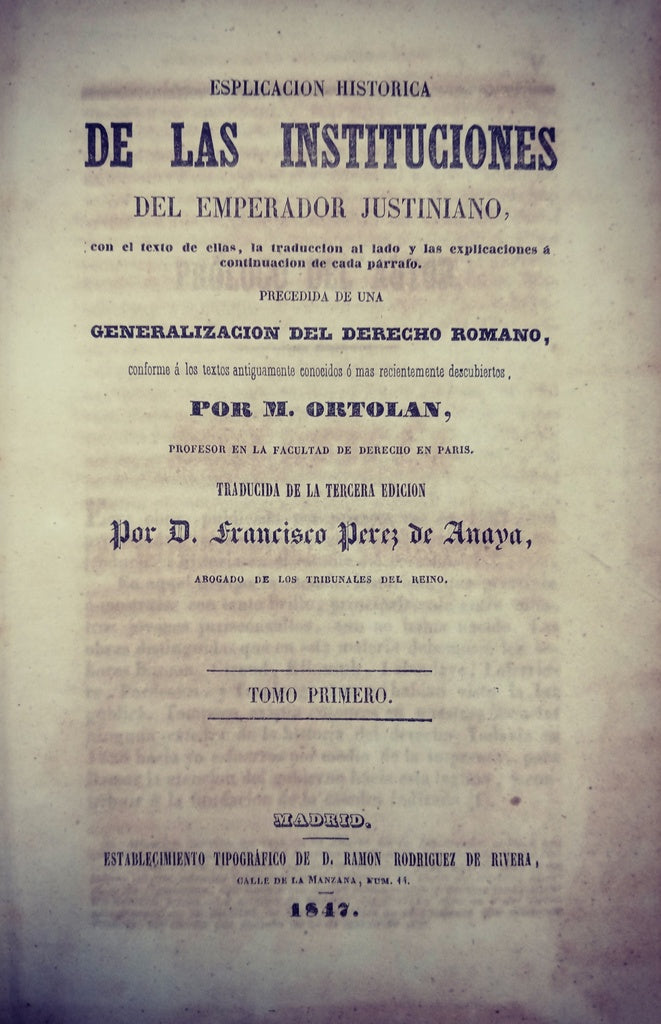 ESPLICACION HISTORICA
DE LAS INSTITUCIONES
DEL EMPERADOR JUSTINIANO,
con el texto de ellas, la traduccion al lado y las explicaciones á
continuacion de cada párrafo.
PRECEDIDA DE UNA
GENERALIZACION DEL DERECHO ROMANO,
conforme á los textos antiguamente conocidos ó mas recientemente descubiertos,
POR M. ORTOLAN,
PROFESOR EN LA FACULTAD DE DERECHO EN PARIS.
TRADUCIDA DE LA TERCERA EDICION
Por D. Francisco Perez de Anaya,
ABOGADO DE LOS TRIBUNALES DEL REINO.
TOMO PRIMERO.
MADRID.
ESTABLECIMIENTO TIPOGRÁFICO DE D. RAMON RODRIGUEZ DE RIVERA,
CALLE DE LA MANZANA, NUM. 14.
1847.